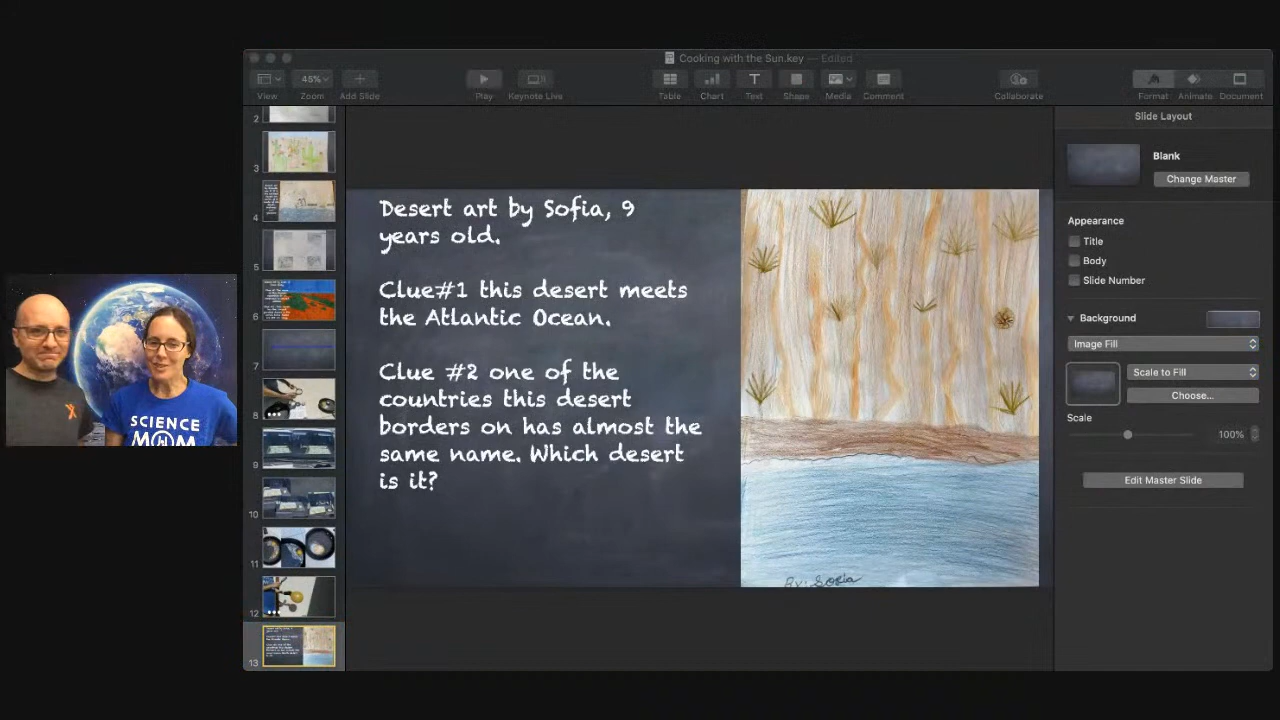 Cooking with the Sun.key — Edited
45%
View Zoom Add Slide Play Keynote Live Table Chart Text Shape Media Comment Collaborate Format Animate Document
2
3
4
5
6
7
8
9
10
11
12
13
Desert art by Sofia, 9
years old.
Clue#1 this desert meets
the Atlantic Ocean.
Clue #2 one of the
countries this desert
borders on has almost the
same name. Which desert
is it?
By: Sofia
SCIENCE
MOM
Slide Layout
Blank
Change Master
Appearance
Title
Body
Slide Number
Background
Image Fill
Scale to Fill
Choose...
Scale
100%
Edit Master Slide